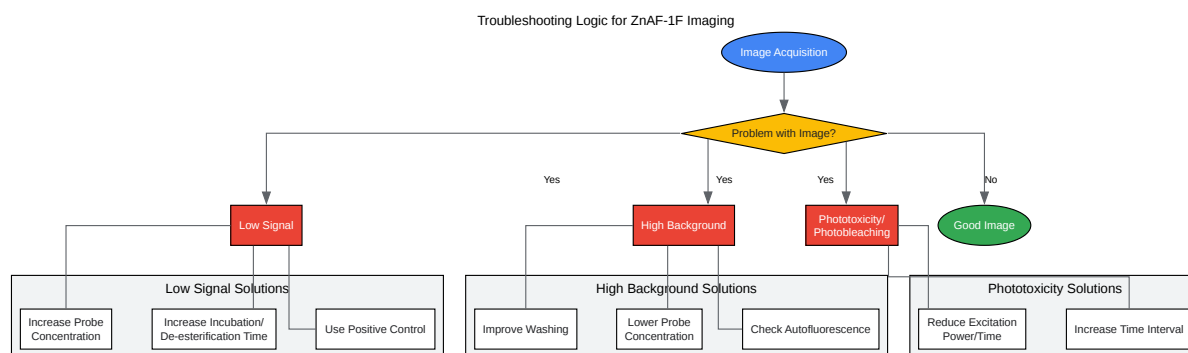 Troubleshooting Logic for ZnAF-1F Imaging
Image Acquisition
Problem with Image?
Yes
Yes
Yes
No
Low Signal
High Background
Phototoxicity/
Photobleaching
Good Image
Low Signal Solutions
High Background Solutions
Phototoxicity Solutions
Increase Probe
Concentration
Increase Incubation/
De-esterification Time
Use Positive Control
Improve Washing
Lower Probe
Concentration
Check Autofluorescence
Reduce Excitation
Power/Time
Increase Time Interval